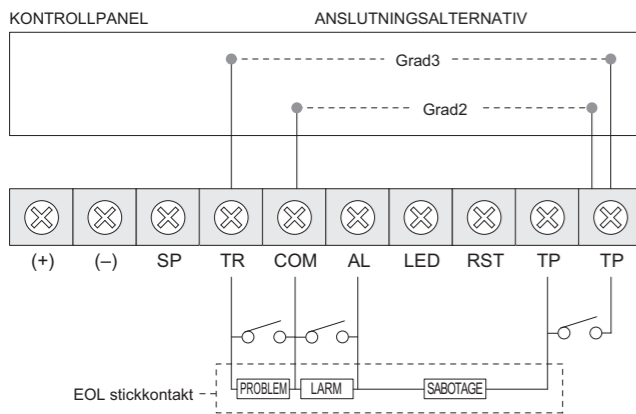 KONTROLLPANEL ANSLUTNINGSALTERNATIV
Grad3
Grad2
(+) (–) SP TR COM AL LED RST TP TP
EOL stickkontakt PROBLEM LARM SABOTAGE